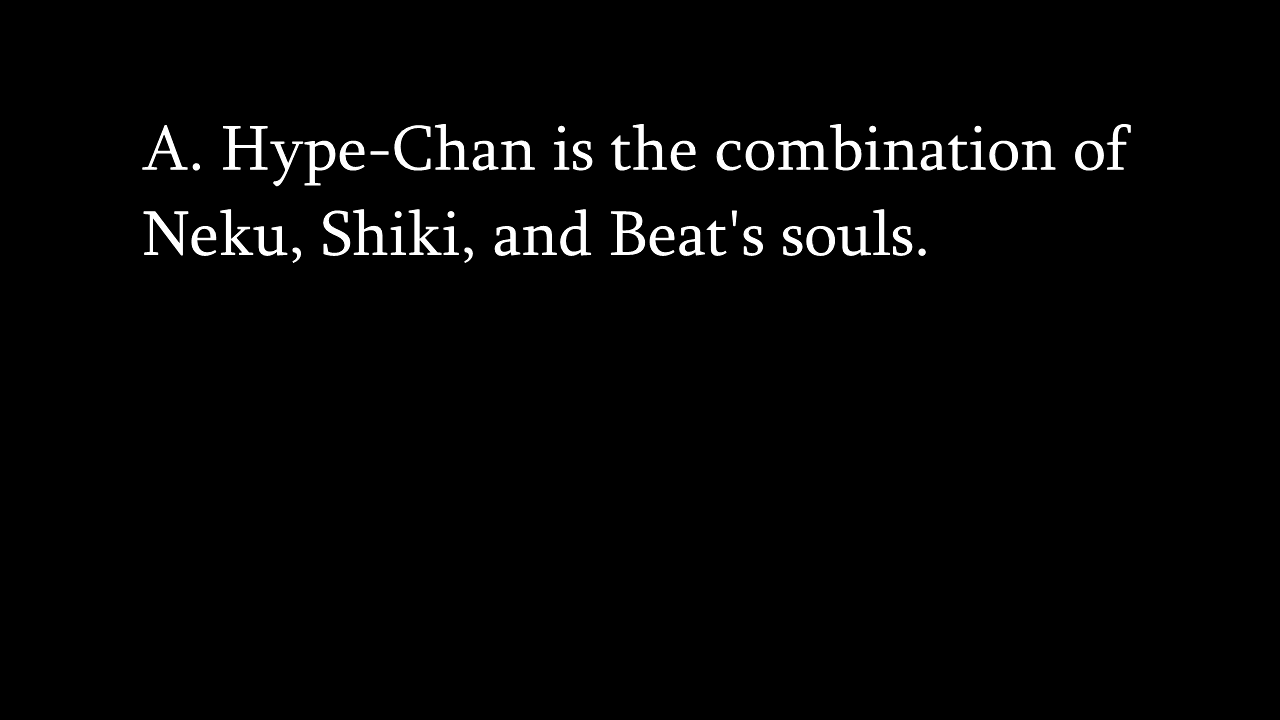 A. Hype-Chan is the combination of
Neku, Shiki, and Beat's souls.